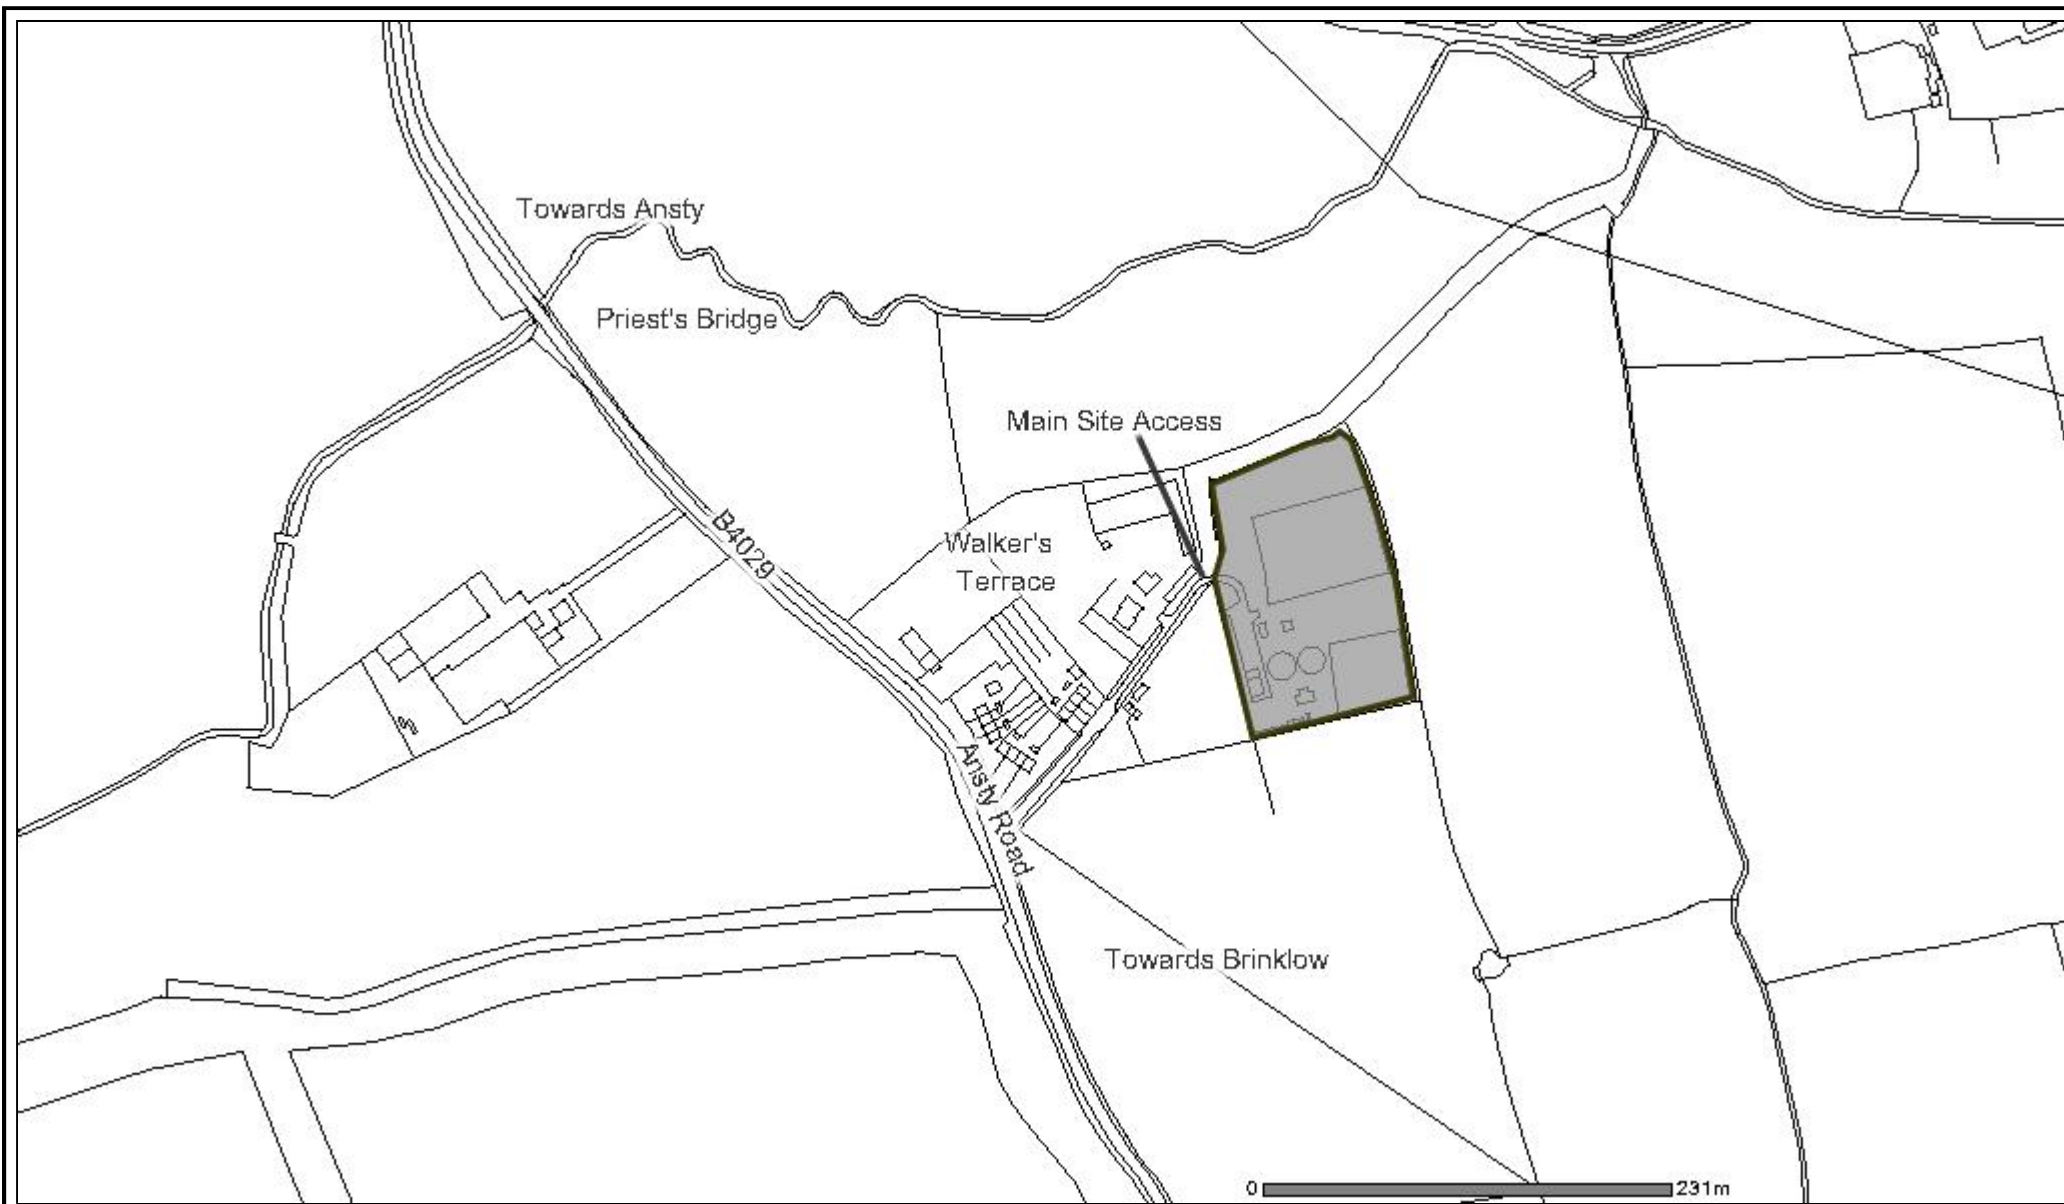 Towards Ansty
Priest's Bridge
Main Site Access
B4029
Walker's
Terrace
Ansty Road
Towards Brinklow
0 231m